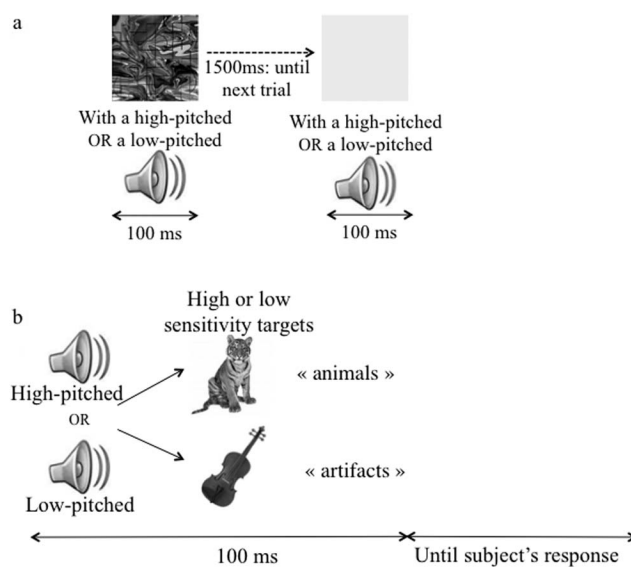 a
1500ms: until
next trial
With a high-pitched
OR a low-pitched
100 ms
With a high-pitched
OR a low-pitched
100 ms
b
High or low
sensitivity targets
High-pitched
OR
Low-pitched
« animals »
« artifacts »
100 ms
Until subject's response